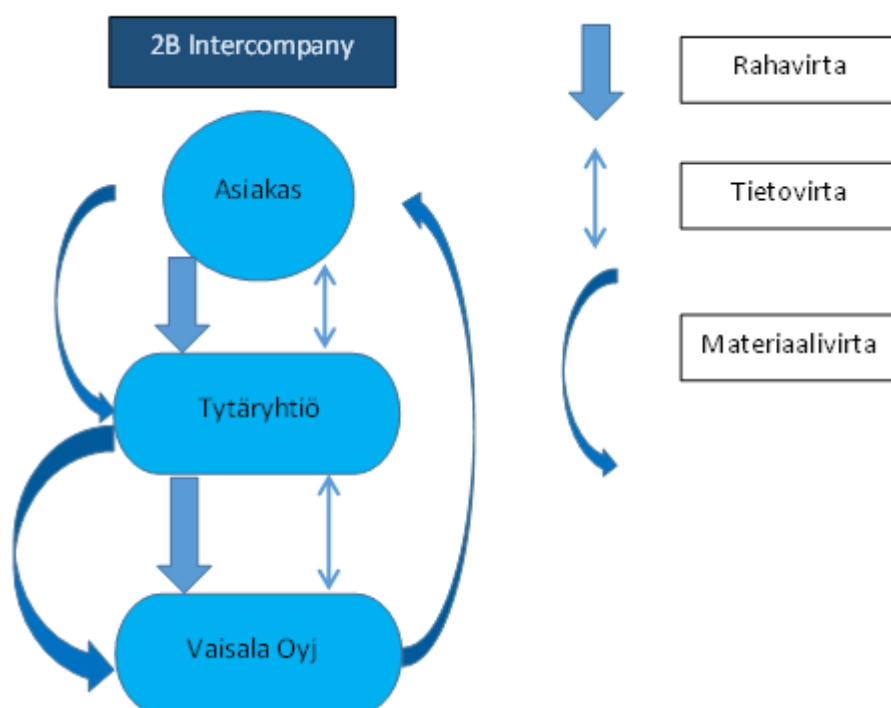 2B Intercompany
Asiakas
Tytäryhtiö
Vaisala Oyj
Rahavirta
Tietovirta
Materiaalivirta